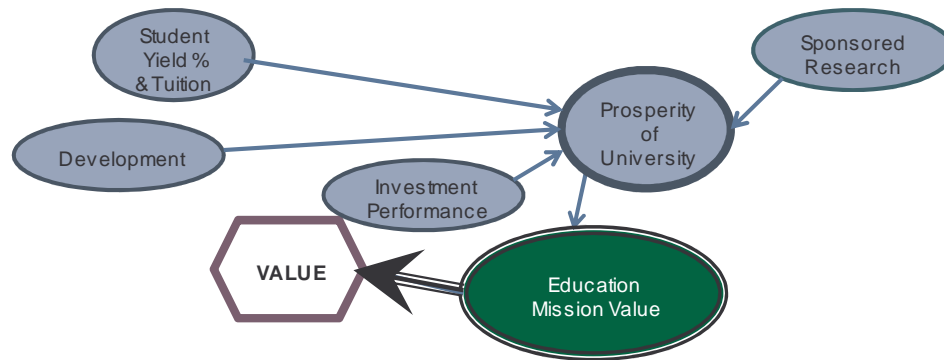 Student
Yield %
& Tuition
Sponsored
Research
Prosperity
of
University
Development
Investment
Performance
VALUE
Education
Mission Value